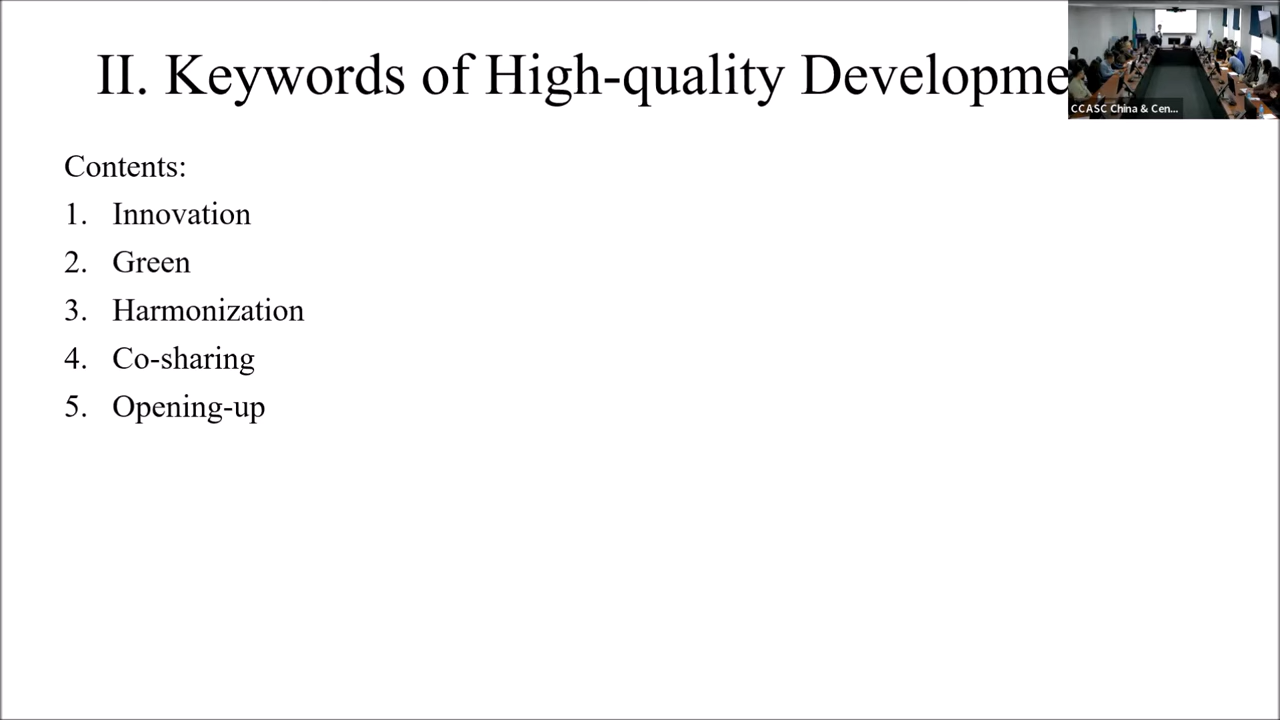 II. Keywords of High-quality Developme
CCASC China & Cen...
Contents:
1. Innovation
2. Green
3. Harmonization
4. Co-sharing
5. Opening-up